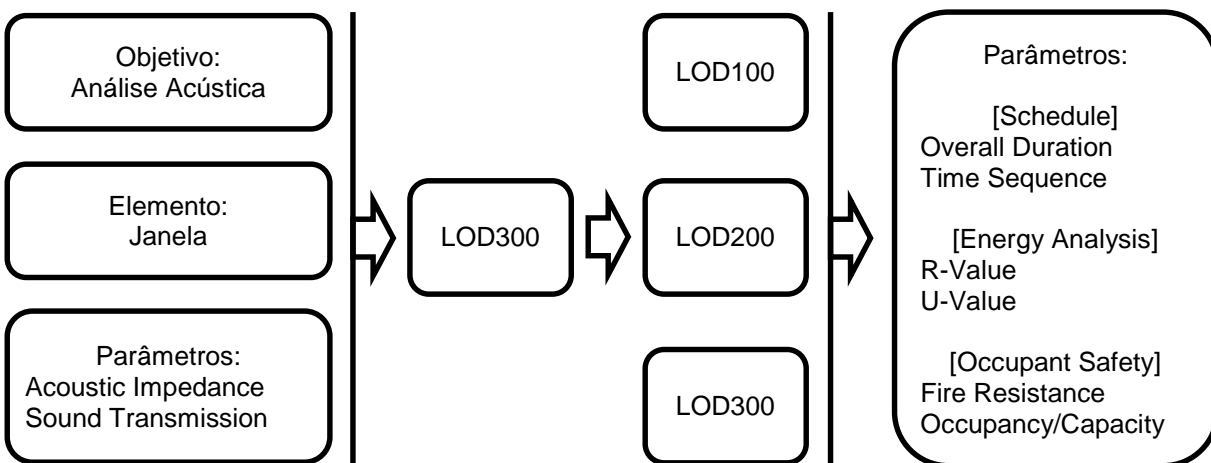 Objetivo:
Análise Acústica
Elemento:
Janela
Parâmetros:
Acoustic Impedance
Sound Transmission
LOD300
LOD100
LOD200
LOD300
Parâmetros:
[Schedule]
Overall Duration
Time Sequence
[Energy Analysis]
R-Value
U-Value
[Occupant Safety]
Fire Resistance
Occupancy/Capacity